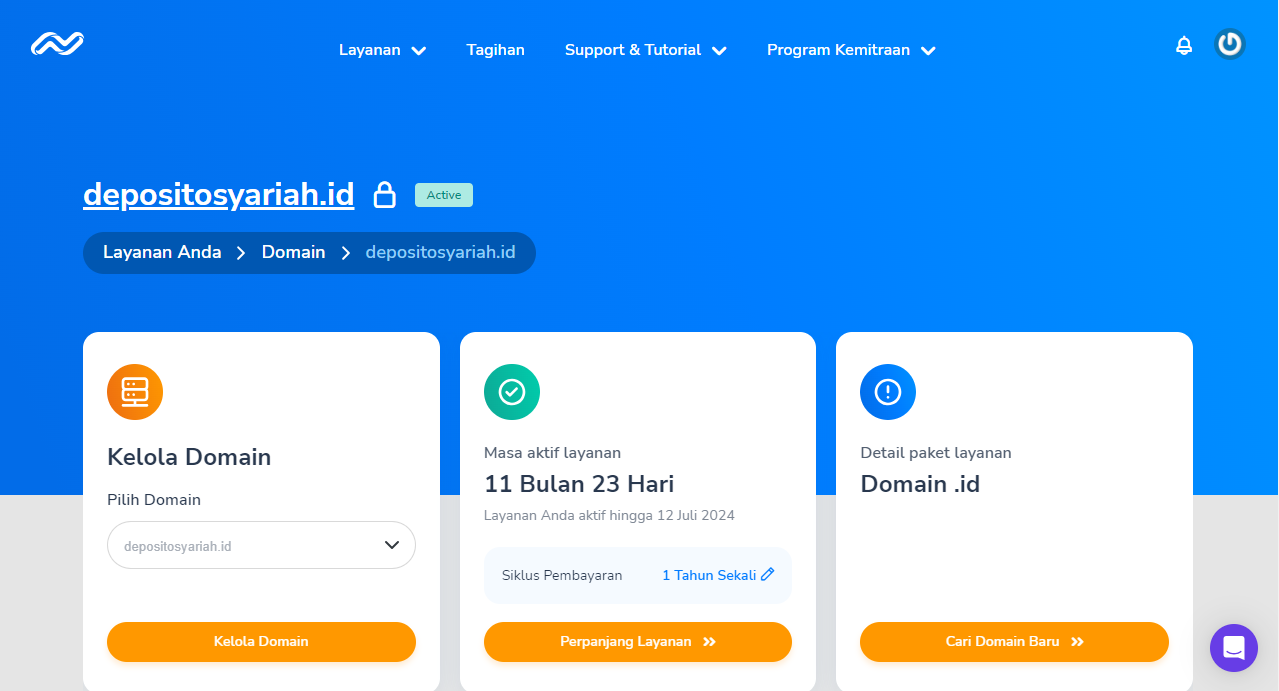 Layanan Tagihan Support & Tutorial Program Kemitraan
depositosyariah.id Active
Layanan Anda Domain depositosyariah.id
Kelola Domain
Pilih Domain
depositosyariah.id
Kelola Domain
Masa aktif layanan
11 Bulan 23 Hari
Layanan Anda aktif hingga 12 Juli 2024
Siklus Pembayaran 1 Tahun Sekali
Perpanjang Layanan
Detail paket layanan
Domain .id
Cari Domain Baru